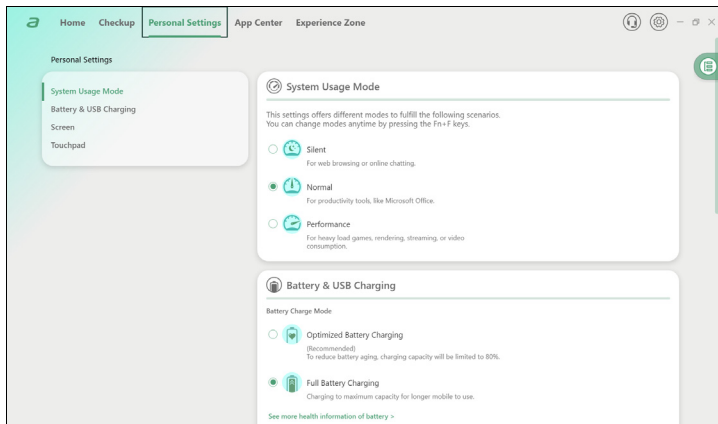 a
Home Checkup Personal Settings App Center Experience Zone
Personal Settings
System Usage Mode
Battery & USB Charging
Screen
Touchpad
System Usage Mode
This settings offers different modes to fulfill the following scenarios.
You can change modes anytime by pressing the Fn+F keys.
Silent
For web browsing or online chatting.
Normal
For productivity tools, like Microsoft Office.
Performance
For heavy load games, rendering, streaming, or video
consumption.
Battery & USB Charging
Battery Charge Mode
Optimized Battery Charging
(Recommended)
To reduce battery aging, charging capacity will be limited to 80%.
Full Battery Charging
Charging to maximum capacity for longer mobile to use.
See more health information of battery >